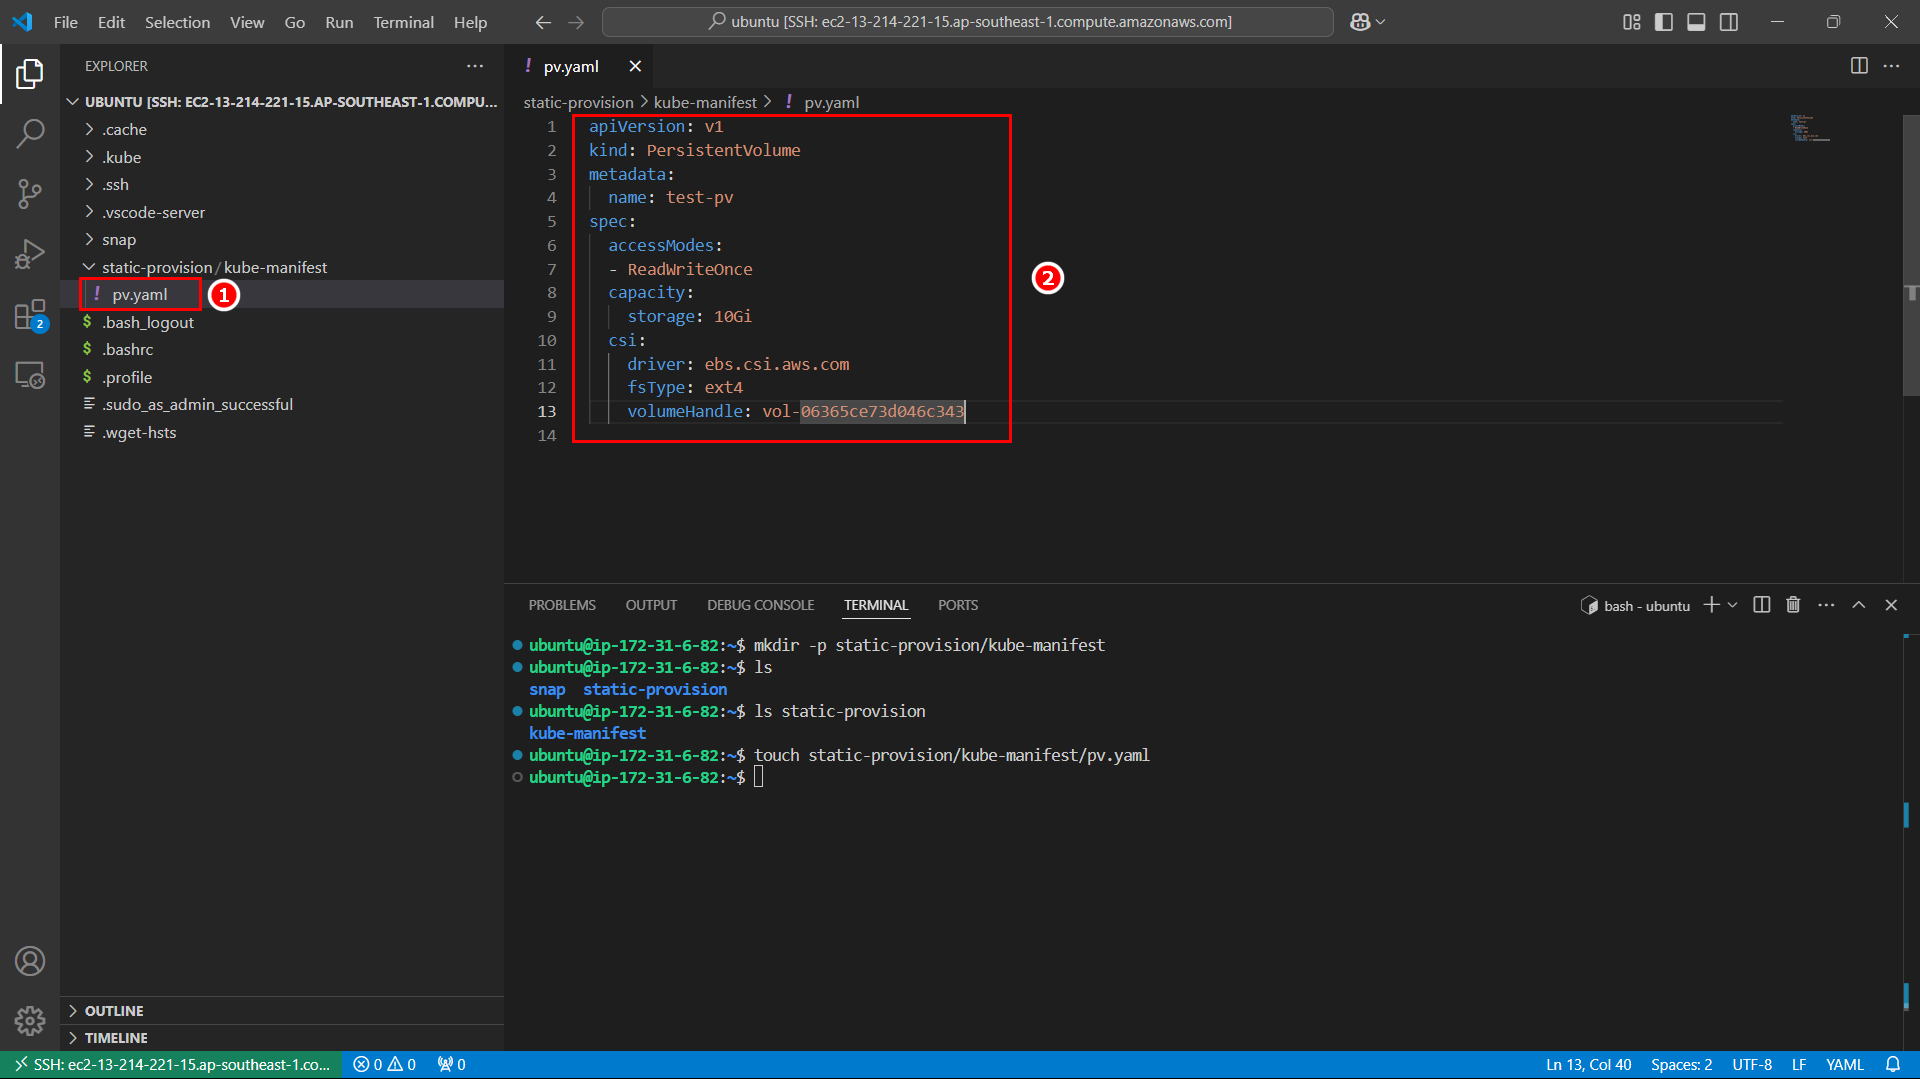 File Edit Selection View Go Run Terminal Help
ubuntu [SSH: ec2-13-214-221-15.ap-southeast-1.compute.amazonaws.com]
EXPLORER
UBUNTU [SSH: EC2-13-214-221-15.AP-SOUTHEAST-1.COMPU...
.cache
.kube
.ssh
.vscode-server
snap
static-provision / kube-manifest
! pv.yaml
1
$ .bash_logout
$ .bashrc
$ .profile
.sudo_as_admin_successful
.wget-hsts
2
OUTLINE
TIMELINE
! pv.yaml
static-provision > kube-manifest > ! pv.yaml
1 apiVersion: v1
2 kind: PersistentVolume
3 metadata:
4 name: test-pv
5 spec:
6 accessModes:
7 - ReadWriteOnce
8 capacity:
9 storage: 10Gi
10 csi:
11 driver: ebs.csi.aws.com
12 fsType: ext4
13 volumeHandle: vol-06365ce73d046c343
14
2
PROBLEMS OUTPUT DEBUG CONSOLE TERMINAL PORTS
bash - ubuntu
ubuntu@ip-172-31-6-82:~$ mkdir -p static-provision/kube-manifest
ubuntu@ip-172-31-6-82:~$ ls
snap static-provision
ubuntu@ip-172-31-6-82:~$ ls static-provision
kube-manifest
ubuntu@ip-172-31-6-82:~$ touch static-provision/kube-manifest/pv.yaml
ubuntu@ip-172-31-6-82:~$
SSH: ec2-13-214-221-15.ap-southeast-1.co... 0 0 0 Ln 13, Col 40 Spaces: 2 UTF-8 LF YAML